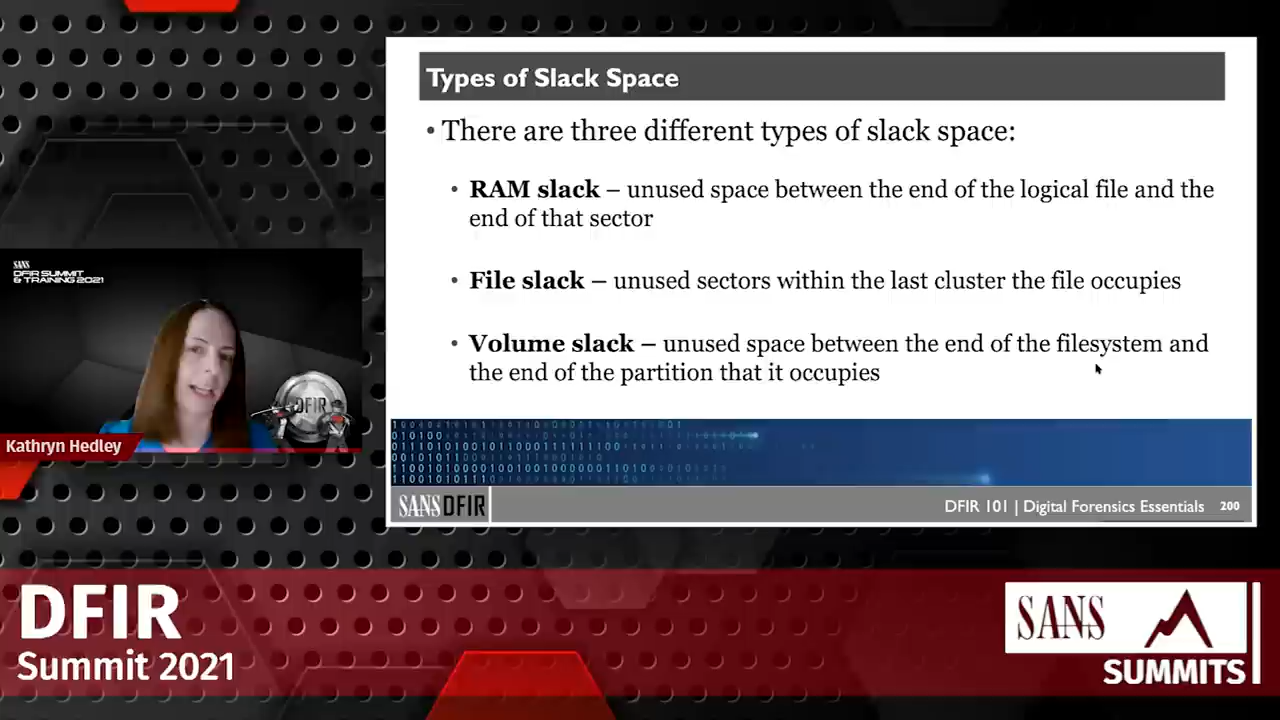 Types of Slack Space
• There are three different types of slack space:
• RAM slack – unused space between the end of the logical file and the
end of that sector
• File slack – unused sectors within the last cluster the file occupies
• Volume slack – unused space between the end of the filesystem and
the end of the partition that it occupies
SANS DFIR
DFIR 101 | Digital Forensics Essentials 200
SANS
DFIR SUMMIT
& TRAINING 2021
DFIR
Kathryn Hedley
DFIR
Summit 2021
SANS
SUMMITS